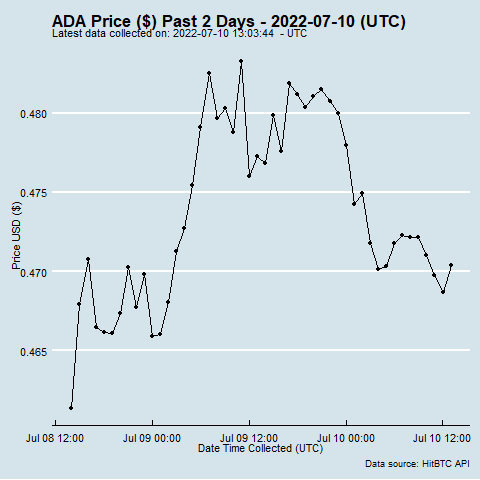 ADA Price ($) Past 2 Days - 2022-07-10 (UTC)
Latest data collected on: 2022-07-10 13:03:44  - UTC
0.480
0.475
0.470
0.465
Price USD ($)
Jul 08 12:00
Jul 09 00:00
Jul 09 12:00
Jul 10 00:00
Jul 10 12:00
Date Time Collected (UTC)
Data source: HitBTC API